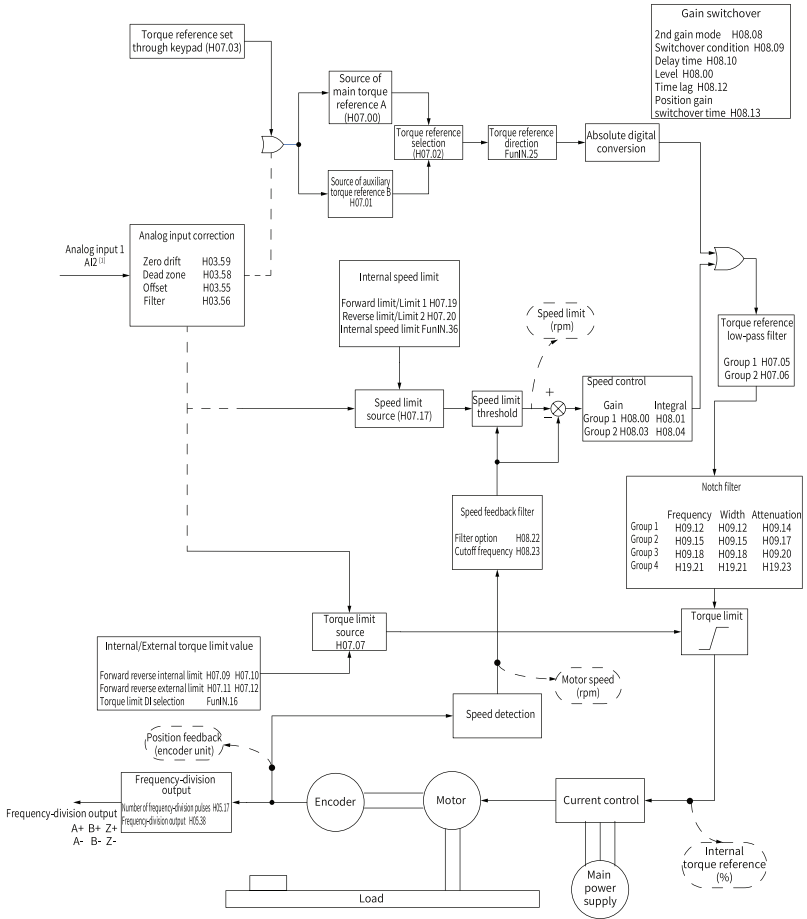 Gain switchover
2nd gain mode H08.08
Switchover condition H08.09
Delay time H08.10
Level H08.00
Time lag H08.12
Position gain
switchover time H08.13
Torque reference set
through keypad (H07.03)
Source of
main torque
reference A
(H07.00)
Torque reference
selection
(H07.02)
Torque reference
direction
FunIN.25
Absolute digital
conversion
Source of auxiliary
torque reference B
H07.01
Analog input 1
AI2 [1]
Analog input correction
Zero drift H03.59
Dead zone H03.58
Offset H03.55
Filter H03.56
Internal speed limit
Forward limit/Limit 1 H07.19
Reverse limit/Limit 2 H07.20
Internal speed limit FunIN.36
Speed limit
(rpm)
Torque reference
low-pass filter
Group 1 H07.05
Group 2 H07.06
Speed limit
source (H07.17)
Speed limit
threshold
+
−
Speed control
Gain Integral
Group 1 H08.00 H08.01
Group 2 H08.03 H08.04
Notch filter
Frequency Width Attenuation
Group 1 H09.12 H09.12 H09.14
Group 2 H09.15 H09.15 H09.17
Group 3 H09.18 H09.18 H09.20
Group 4 H19.21 H19.21 H19.23
Speed feedback filter
Filter option H08.22
Cutoff frequency H08.23
Torque limit
source
H07.07
Torque limit
Internal/External torque limit value
Forward reverse internal limit H07.09 H07.10
Forward reverse external limit H07.11 H07.12
Torque limit DI selection FunIN.16
Motor speed
(rpm)
Speed detection
Position feedback
(encoder unit)
Frequency-division
output
Number of frequency-division pulses H05.17
Frequency-division output H05.38
Frequency-division output
A+ B+ Z+
A- B- Z-
Encoder
Motor
Current control
Internal
torque reference
(%)
Main
power
supply
Load